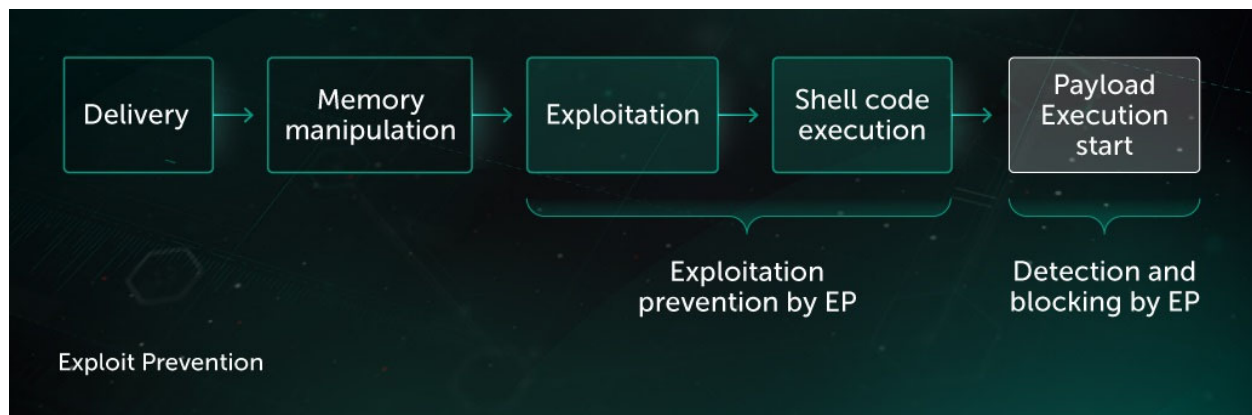 Delivery
Memory
manipulation
Exploitation
Shell code
execution
Payload
Execution
start
Exploitation
prevention by EP
Detection and
blocking by EP
Exploit Prevention